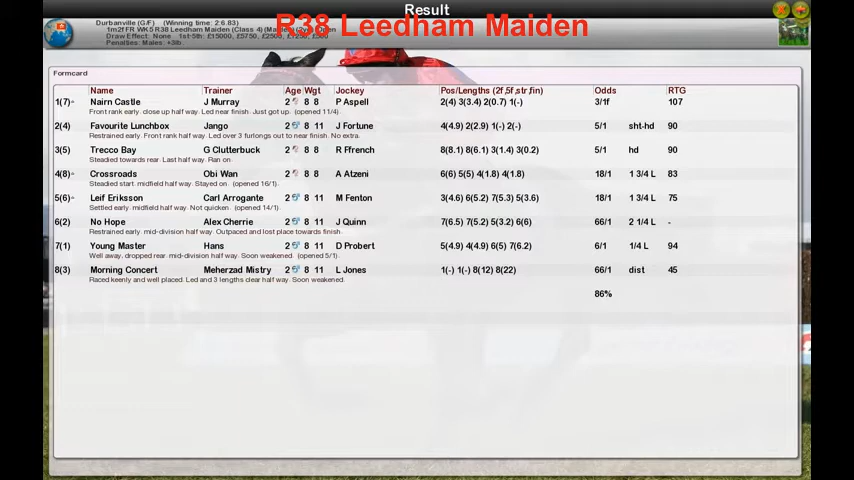 Result
R38 Leedham Maiden
Durbanville (G/F) (Winning time: 2:6.83)
1m2f FR WK5 R38 Leedham Maiden (Class 4) (Maiden)
Draw Effect: None 1st-5th: £15000, £5750, £2500
Penalties: Males: +3lb
Formcard
Name Trainer Age Wgt Jockey Pos/Lengths (2f,5f,str,fin) Odds RTG
1(7) Nairn Castle J Murray 2 8 8 P Aspell 2(4) 3(3.4) 2(0.7) 1(-) 3/1f 107
Front rank early. close up half way. Led near finish. Just got up. (opened 11/4)
2(4) Favourite Lunchbox Jango 2 8 11 J Fortune 4(4.9) 2(2.9) 1(-) 2(-) 5/1 sht-hd 90
Restrained early. Front rank half way. Led over 3 furlongs out to near finish. No extra.
3(5) Trecco Bay G Clutterbuck 2 8 8 R Ffrench 8(8.1) 8(6.1) 3(1.4) 3(0.2) 5/1 hd 90
Steadied towards rear. Last half way. Ran on.
4(8) Crossroads Obi Wan 2 8 8 A Atzeni 6(6) 5(5) 4(1.8) 4(1.8) 18/1 1 3/4 L 83
Steadied start. midfield half way. Stayed on. (opened 16/1)
5(6) Leif Eriksson Carl Arrogante 2 8 11 M Fenton 3(4.6) 6(5.2) 7(5.3) 5(3.6) 18/1 1 3/4 L 75
Settled early. midfield half way. Not quicken. (opened 14/1)
6(2) No Hope Alex Cherrie 2 8 11 J Quinn 7(6.5) 7(5.2) 5(3.2) 6(6) 66/1 2 1/4 L -
Restrained early. mid-division half way. Outpaced and lost place towards finish.
7(1) Young Master Hans 2 8 11 D Probert 5(4.9) 4(4.9) 6(5) 7(6.2) 6/1 1/4 L 94
Well away, dropped rear. mid-division half way. Soon weakened. (opened 5/1)
8(3) Morning Concert Meherzad Mistry 2 8 11 L Jones 1(-) 1(-) 8(12) 8(22) 66/1 dist 45
Raced keenly and well placed. Led and 3 lengths clear half way. Soon weakened.
86%